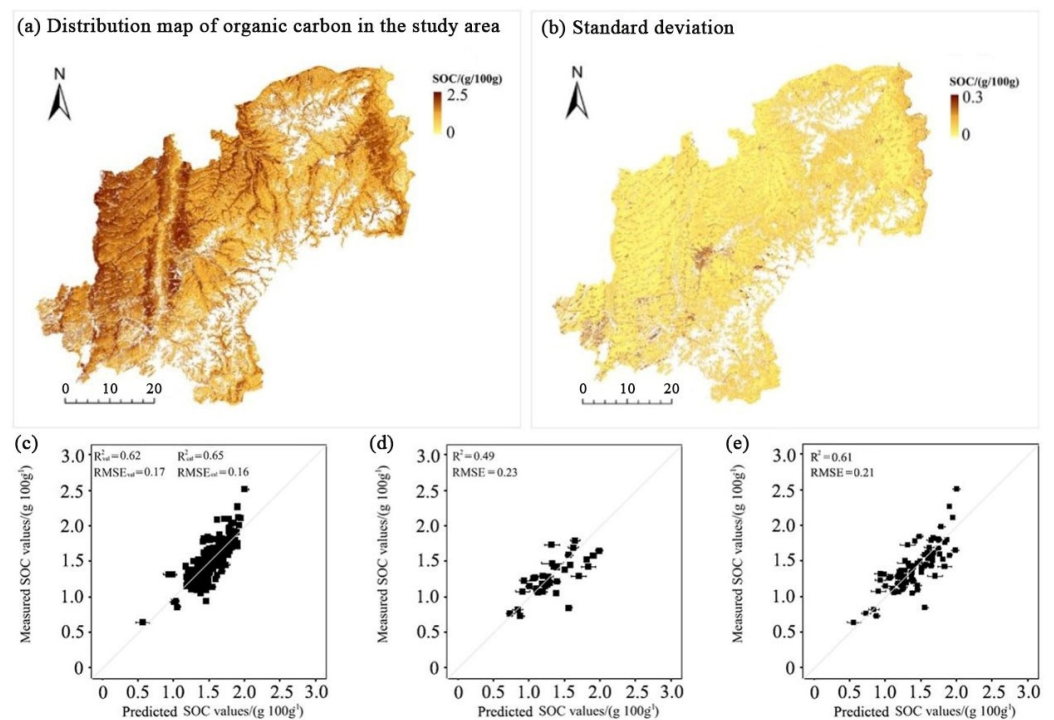 (a) Distribution map of organic carbon in the study area
N
SOC/(g/100g)
2.5
0
0 10 20
(b) Standard deviation
N
SOC/(g/100g)
0.3
0
0 10 20
(c)
R²val=0.62 R²cal=0.65
RMSEval=0.17 RMSEcal=0.16
Measured SOC values/(g 100g¹)
3.0
2.5
2.0
1.5
1.0
0.5
0
0 1.0 1.5 2.0 2.5 3.0
Predicted SOC values/(g 100g¹)
(d)
R²=0.49
RMSE=0.23
Measured SOC values/(g 100g¹)
3.0
2.5
2.0
1.5
1.0
0.5
0
0 1.0 1.5 2.0 2.5 3.0
Predicted SOC values/(g 100g¹)
(e)
R²=0.61
RMSE=0.21
Measured SOC values/(g 100g¹)
3.0
2.5
2.0
1.5
1.0
0.5
0
0 1.0 1.5 2.0 2.5 3.0
Predicted SOC values/(g 100g¹)